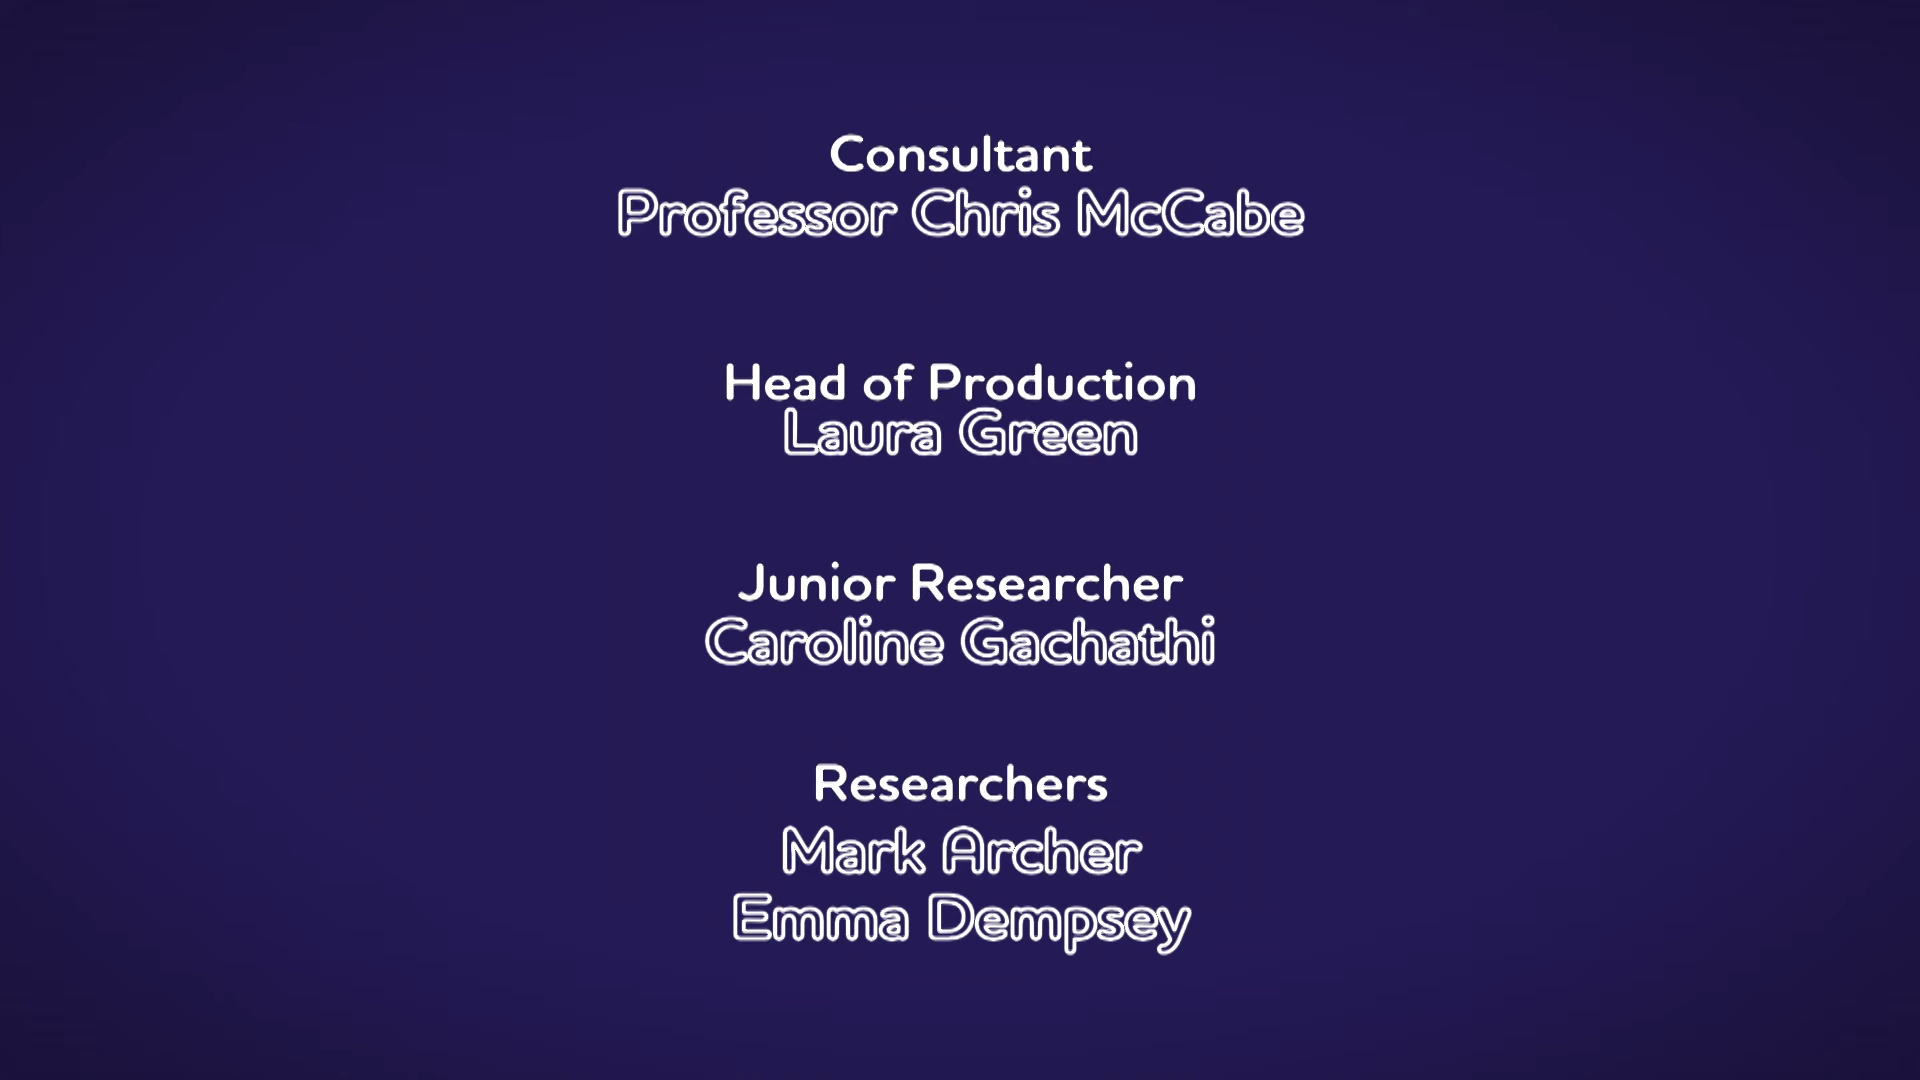 Consultant
Professor Chris McCabe
Head of Production
Laura Green
Junior Researcher
Caroline Gachathi
Researchers
Mark Archer
Emma Dempsey